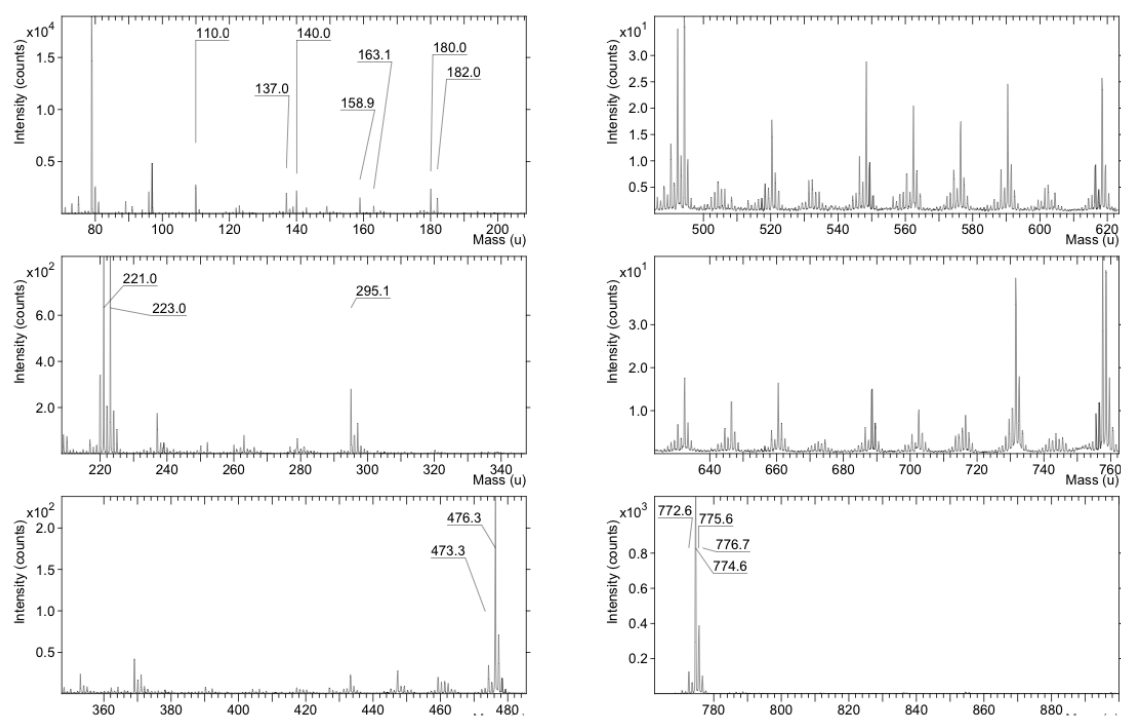 x10^4
Intensity (counts)
1.5
1.0
0.5
110.0
140.0
163.1
180.0
182.0
137.0
158.9
80 100 120 140 160 180 200
Mass (u)
x10^1
Intensity (counts)
3.0
2.5
2.0
1.5
1.0
0.5
500 520 540 560 580 600 620
Mass (u)
x10^2
Intensity (counts)
6.0
4.0
2.0
221.0
223.0
295.1
220 240 260 280 300 320 340
Mass (u)
x10^1
Intensity (counts)
3.0
2.0
1.0
640 660 680 700 720 740 760
Mass (u)
x10^2
Intensity (counts)
2.0
1.5
1.0
0.5
476.3
473.3
360 380 400 420 440 460 480
x10^3
Intensity (counts)
0.8
0.6
0.4
0.2
772.6
775.6
776.7
774.6
780 800 820 840 860 880